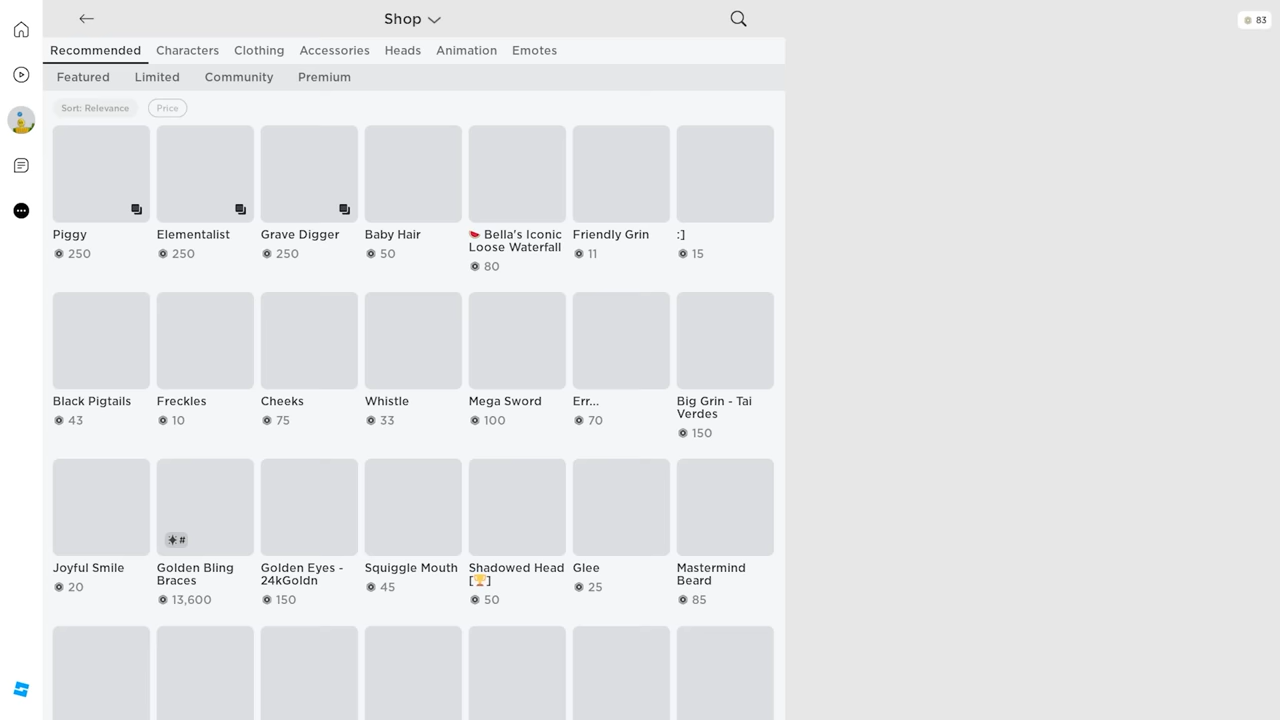 Shop
83
Recommended Characters Clothing Accessories Heads Animation Emotes
Featured Limited Community Premium
Sort: Relevance Price
Piggy
250
Elementalist
250
Grave Digger
250
Baby Hair
50
🍉 Bella's Iconic
Loose Waterfall
80
Friendly Grin
11
:]
15
Black Pigtails
43
Freckles
10
Cheeks
75
Whistle
33
Mega Sword
100
Err...
70
Big Grin - Tai
Verdes
150
Joyful Smile
20
#
Golden Bling
Braces
13,600
Golden Eyes -
24kGoldn
150
Squiggle Mouth
45
Shadowed Head
[🏆]
50
Glee
25
Mastermind
Beard
85